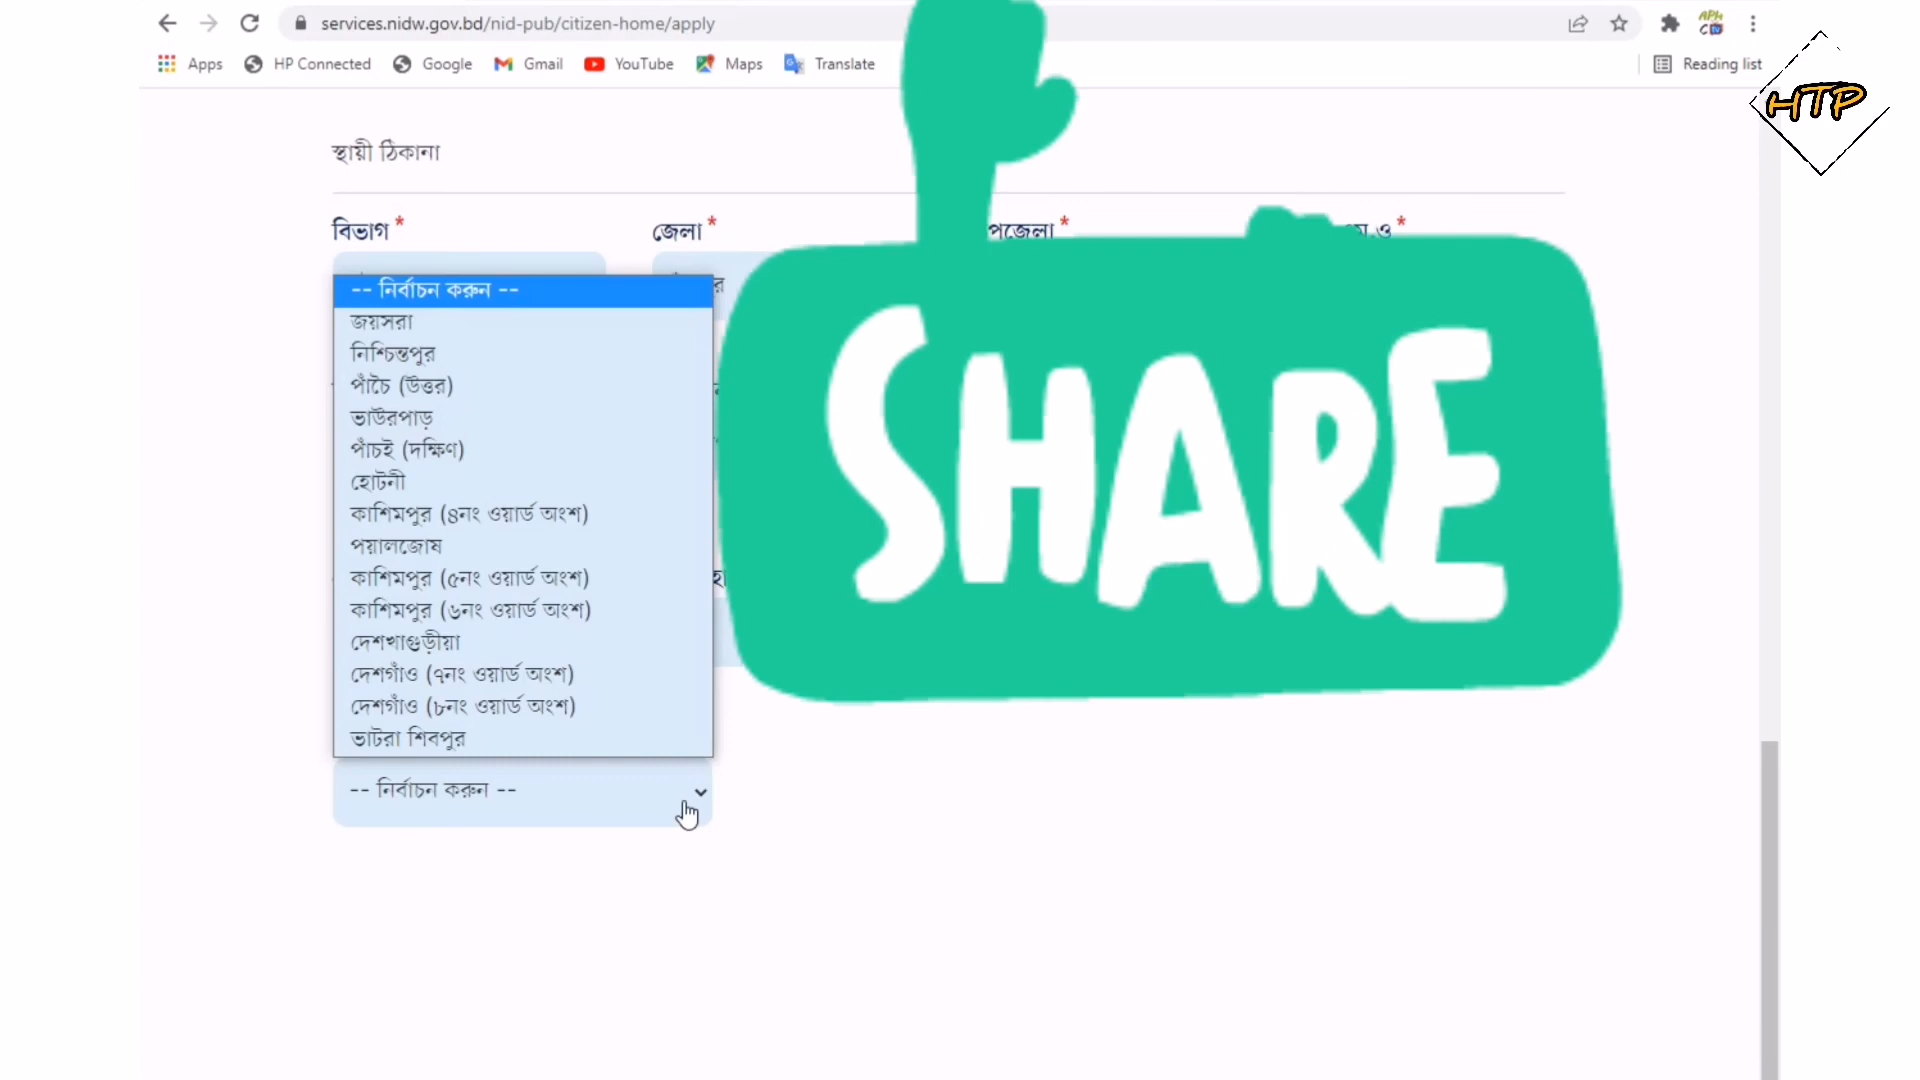 services.nidw.gov.bd/nid-pub/citizen-home/apply
Apps HP Connected Google Gmail YouTube Maps Translate Reading list
HTP
স্থায়ী ঠিকানা
বিভাগ * জেলা * পজেলা * ও *
-- নির্বাচন করুন --
জয়সরা
নিশ্চিন্তপুর
পাঁচৈ (উত্তর)
ভাউরপাড়
পাঁচই (দক্ষিণ)
হোটনী
কাশিমপুর (৪নং ওয়ার্ড অংশ)
পয়ালজোষ
কাশিমপুর (৫নং ওয়ার্ড অংশ)
কাশিমপুর (৬নং ওয়ার্ড অংশ)
দেশখাগুড়ীয়া
দেশগাঁও (৭নং ওয়ার্ড অংশ)
দেশগাঁও (৮নং ওয়ার্ড অংশ)
ভাটরা শিবপুর
-- নির্বাচন করুন --
SHARE